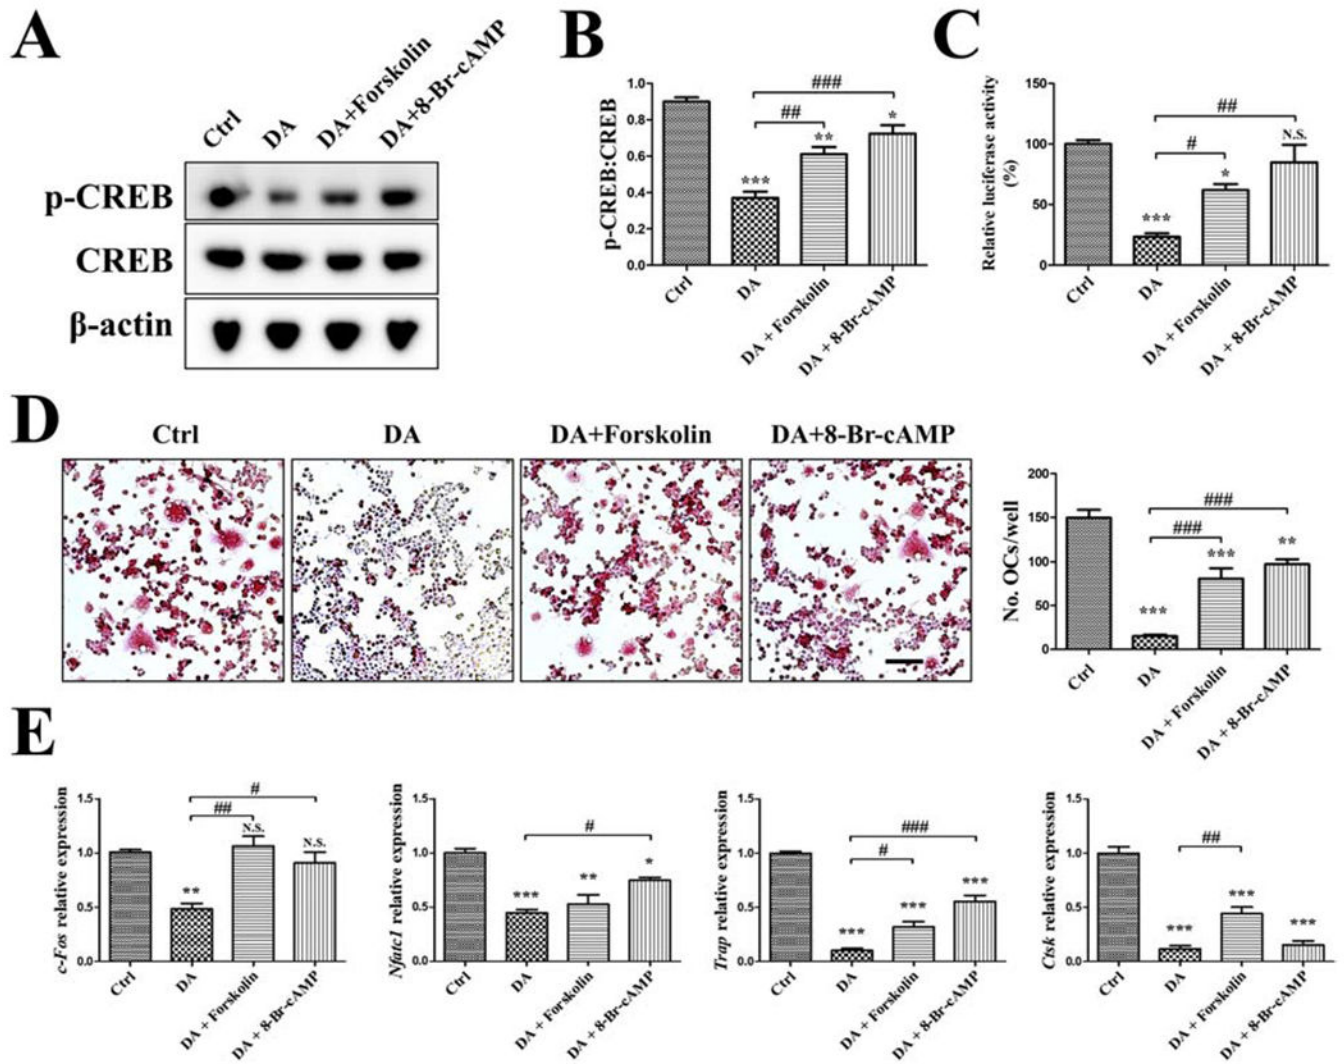 A
Ctrl
DA
DA+Forskolin
DA+8-Br-cAMP
p-CREB
CREB
β-actin
B
p-CREB:CREB
1.0
0.8
0.6
0.4
0.2
0.0
###
##
***
**
*
Ctrl
DA
DA + Forskolin
DA + 8-Br-cAMP
C
Relative luciferase activity
(%)
150
100
50
0
##
#
***
*
N.S.
Ctrl
DA
DA + Forskolin
DA + 8-Br-cAMP
D
Ctrl
DA
DA+Forskolin
DA+8-Br-cAMP
No. OCs/well
200
150
100
50
0
###
###
***
***
**
Ctrl
DA
DA + Forskolin
DA + 8-Br-cAMP
E
c-Fos relative expression
1.5
1.0
0.5
0.0
#
##
**
N.S.
N.S.
Ctrl
DA
DA + Forskolin
DA + 8-Br-cAMP
Nfatc1 relative expression
1.5
1.0
0.5
0.0
#
***
**
*
Ctrl
DA
DA + Forskolin
DA + 8-Br-cAMP
Trap relative expression
1.5
1.0
0.5
0.0
###
#
***
***
***
Ctrl
DA
DA + Forskolin
DA + 8-Br-cAMP
Ctsk relative expression
1.5
1.0
0.5
0.0
##
***
***
***
Ctrl
DA
DA + Forskolin
DA + 8-Br-cAMP